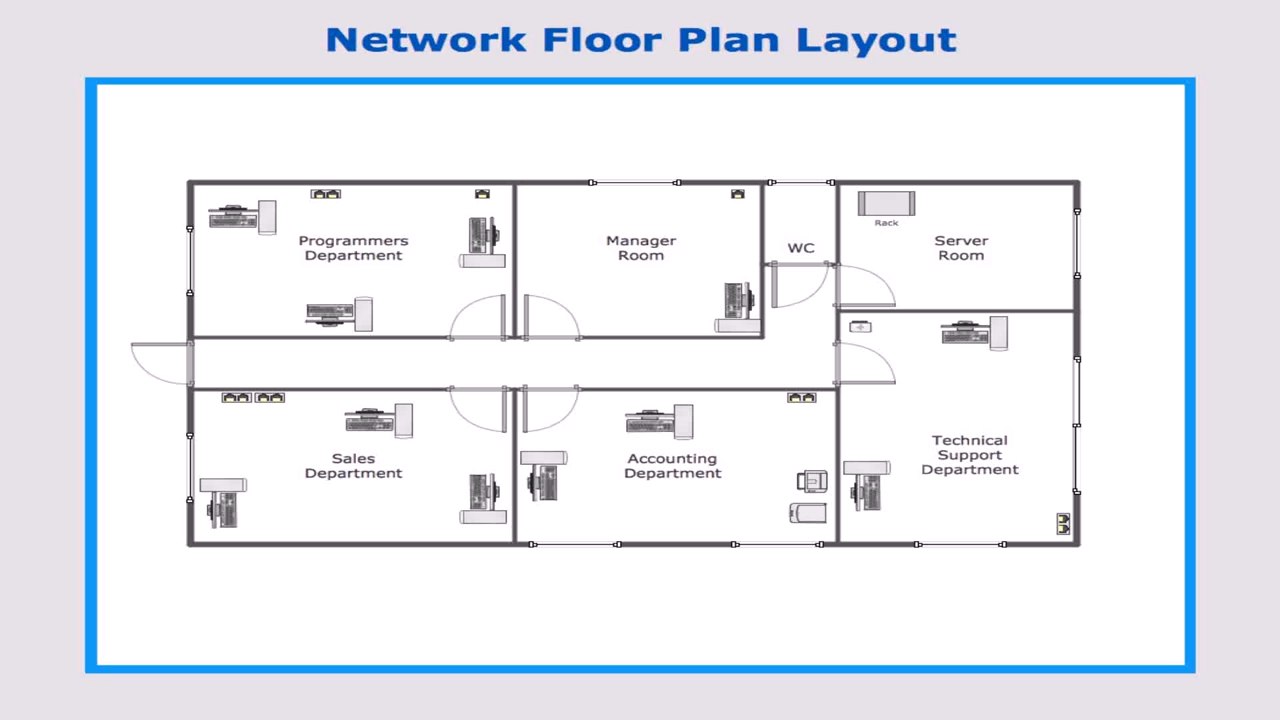 Network Floor Plan Layout
Programmers
Department
Manager
Room
WC
Rack
Server
Room
Sales
Department
Accounting
Department
Technical
Support
Department